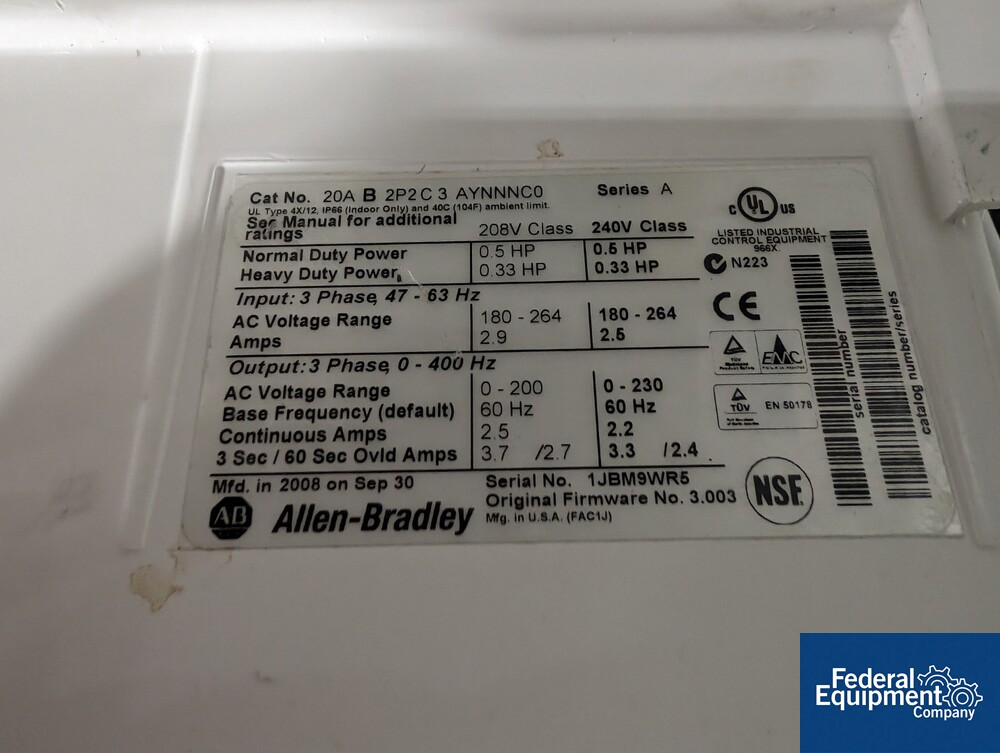 Cat No. 20A B 2P2 C 3 AYNNNC0 Series A
UL Type 4X/12, IP66 (Indoor Only) and 40C (104F) ambient limit.
See Manual for additional
ratings 208V Class 240V Class
Normal Duty Power 0.5 HP 0.5 HP
Heavy Duty Power 0.33 HP 0.33 HP
Input: 3 Phase, 47 - 63 Hz
AC Voltage Range 180 - 264 180 - 264
Amps 2.9 2.5
Output: 3 Phase, 0 - 400 Hz
AC Voltage Range 0 - 200 0 - 230
Base Frequency (default) 60 Hz 60 Hz
Continuous Amps 2.5 2.2
3 Sec / 60 Sec Ovld Amps 3.7 /2.7 3.3 /2.4
Mfd. in 2008 on Sep 30 Serial No. 1JBM9WR5
Original Firmware No. 3.003
AB Allen-Bradley Mfg. in U.S.A. (FAC1J)
c UL US
LISTED INDUSTRIAL
CONTROL EQUIPMENT
966X
N223
CE
TÜV
EMC
TÜV
EN 50178
NSF
serial number
catalog number/series
Federal
Equipment
Company